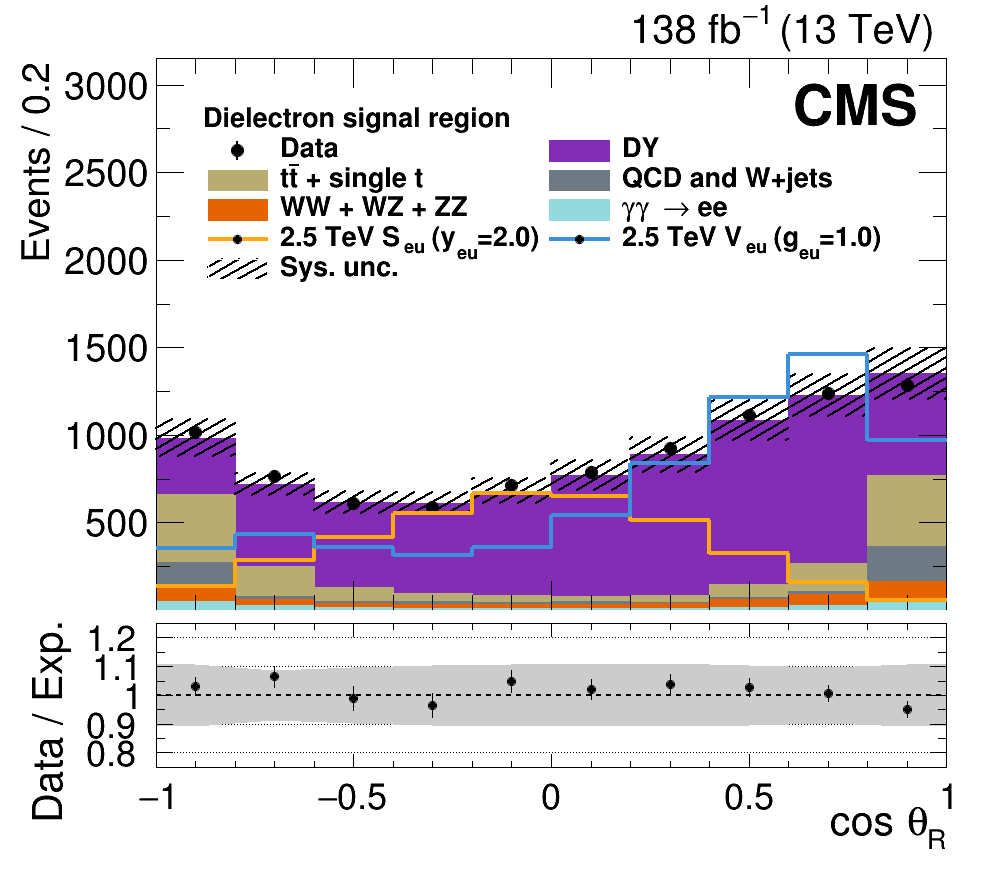 138 fb⁻¹ (13 TeV)
CMS
Events / 0.2
3000
2500
2000
1500
1000
500
Dielectron signal region
Data
DY
tt̄ + single t
QCD and W+jets
WW + WZ + ZZ
γγ → ee
2.5 TeV S_eu (y_eu=2.0)
2.5 TeV V_eu (g_eu=1.0)
Sys. unc.
Data / Exp.
1.2
1.1
1
0.9
0.8
−1 −0.5 0 0.5 1
cos θ_R